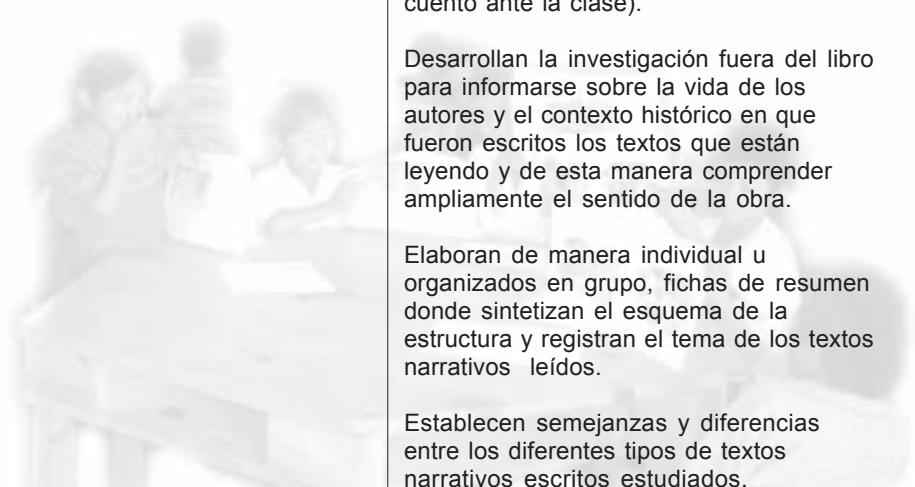 cuento ante la clase).
Desarrollan la investigación fuera del libro
para informarse sobre la vida de los
autores y el contexto histórico en que
fueron escritos los textos que están
leyendo y de esta manera comprender
ampliamente el sentido de la obra.
Elaboran de manera individual u
organizados en grupo, fichas de resumen
donde sintetizan el esquema de la
estructura y registran el tema de los textos
narrativos leídos.
Establecen semejanzas y diferencias
entre los diferentes tipos de textos
narrativos escritos estudiados.